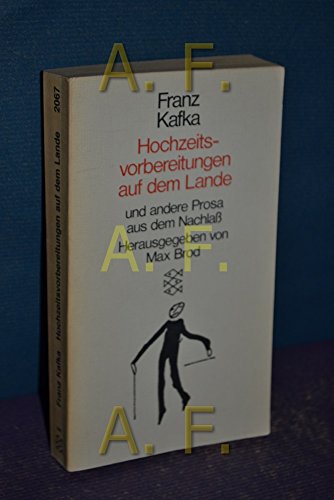 A. F.
Franz
Kafka
Hochzeits-
vorbereitungen
auf dem Lande
und andere Prosa
aus dem Nachlaß
Herausgegeben von
Max Brod
A. F.
A. F.
Franz Kafka Hochzeitsvorbereitungen auf dem Lande 2067